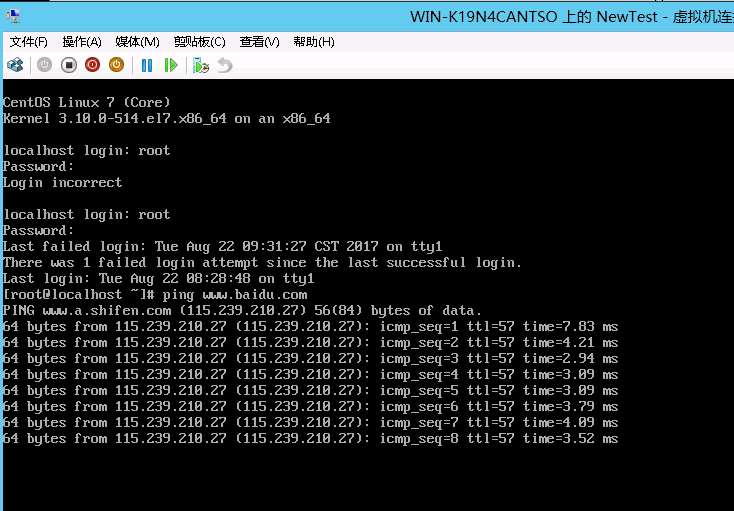 WIN-K19N4CANTSO 上的 NewTest - 虚拟机连
文件(F) 操作(A) 媒体(M) 剪贴板(C) 查看(V) 帮助(H)
CentOS Linux 7 (Core)
Kernel 3.10.0-514.el7.x86_64 on an x86_64
localhost login: root
Password:
Login incorrect
localhost login: root
Password:
Last failed login: Tue Aug 22 09:31:27 CST 2017 on tty1
There was 1 failed login attempt since the last successful login.
Last login: Tue Aug 22 08:28:48 on tty1
[root@localhost ~]# ping www.baidu.com
PING www.a.shifen.com (115.239.210.27) 56(84) bytes of data.
64 bytes from 115.239.210.27 (115.239.210.27): icmp_seq=1 ttl=57 time=7.83 ms
64 bytes from 115.239.210.27 (115.239.210.27): icmp_seq=2 ttl=57 time=4.21 ms
64 bytes from 115.239.210.27 (115.239.210.27): icmp_seq=3 ttl=57 time=2.94 ms
64 bytes from 115.239.210.27 (115.239.210.27): icmp_seq=4 ttl=57 time=3.09 ms
64 bytes from 115.239.210.27 (115.239.210.27): icmp_seq=5 ttl=57 time=3.09 ms
64 bytes from 115.239.210.27 (115.239.210.27): icmp_seq=6 ttl=57 time=3.79 ms
64 bytes from 115.239.210.27 (115.239.210.27): icmp_seq=7 ttl=57 time=4.09 ms
64 bytes from 115.239.210.27 (115.239.210.27): icmp_seq=8 ttl=57 time=3.52 ms